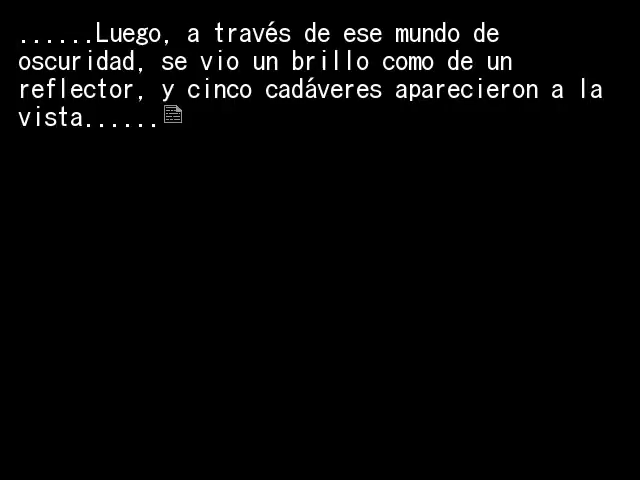 ......Luego, a través de ese mundo de
oscuridad, se vio un brillo como de un
reflector, y cinco cadáveres aparecieron a la
vista......